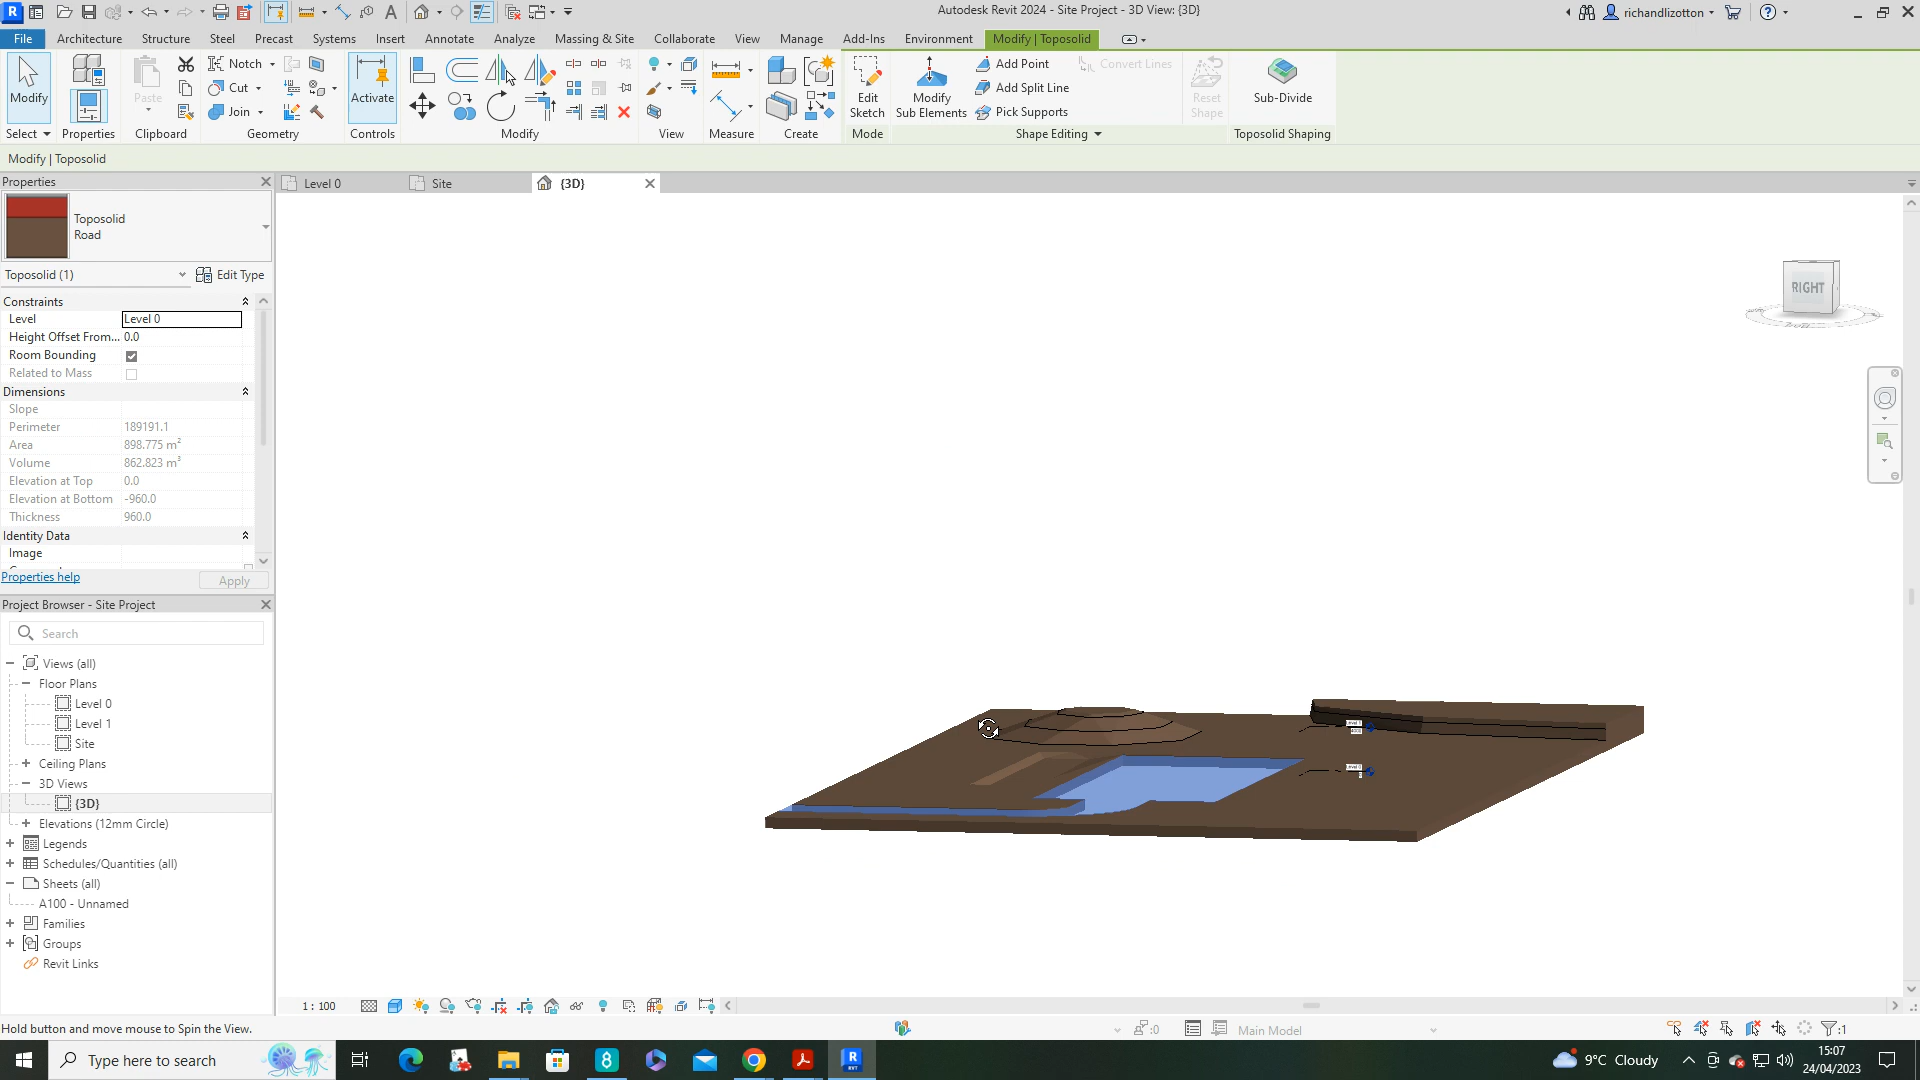 Autodesk Revit 2024 - Site Project - 3D View: {3D}
richandlizotton
File Architecture Structure Steel Precast Systems Insert Annotate Analyze Massing & Site Collaborate View Manage Add-Ins Environment Modify | Toposolid
Modify
Select
Properties
Paste
Clipboard
Notch
Cut
Join
Geometry
Activate
Controls
Modify
View
Measure
Create
Edit Sketch
Mode
Modify Sub Elements
Add Point
Add Split Line
Pick Supports
Convert Lines
Reset Shape
Shape Editing
Sub-Divide
Toposolid Shaping
Modify | Toposolid
Properties
Level 0
Site
{3D}
Toposolid
Road
Toposolid (1)
Edit Type
Constraints
Level Level 0
Height Offset From... 0.0
Room Bounding
Related to Mass
Dimensions
Slope
Perimeter 189191.1
Area 898.775 m²
Volume 862.823 m³
Elevation at Top 0.0
Elevation at Bottom -960.0
Thickness 960.0
Identity Data
Image
Properties help
Apply
RIGHT
Project Browser - Site Project
Search
Views (all)
Floor Plans
Level 0
Level 1
Site
Ceiling Plans
3D Views
{3D}
Elevations (12mm Circle)
Legends
Schedules/Quantities (all)
Sheets (all)
A100 - Unnamed
Families
Groups
Revit Links
1 : 100
Hold button and move mouse to Spin the View.
:0
Main Model
:1
Type here to search
9°C Cloudy
15:07
24/04/2023